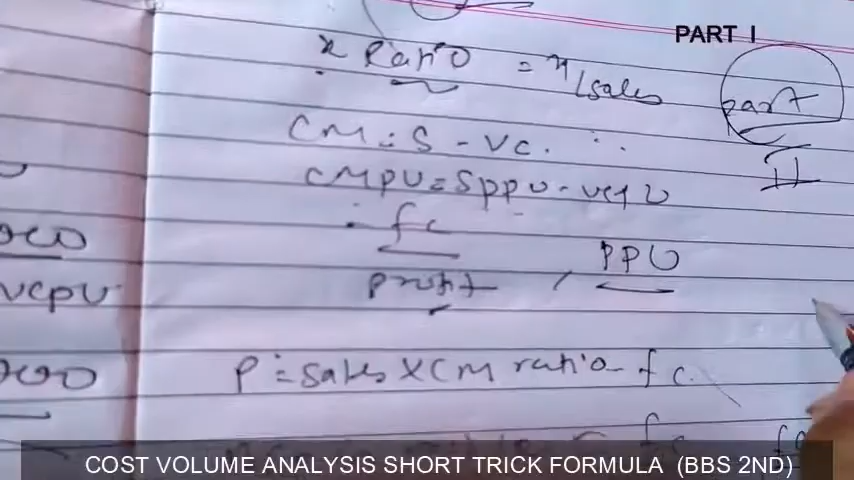 PART I
x Ratio = x/sales
part
II
CM = S - VC.
CMPU = SPPU - VCPU
fc
PPU
VCPU
profit /
P = sales X CM ratio - fc.
COST VOLUME ANALYSIS SHORT TRICK FORMULA (BBS 2ND)